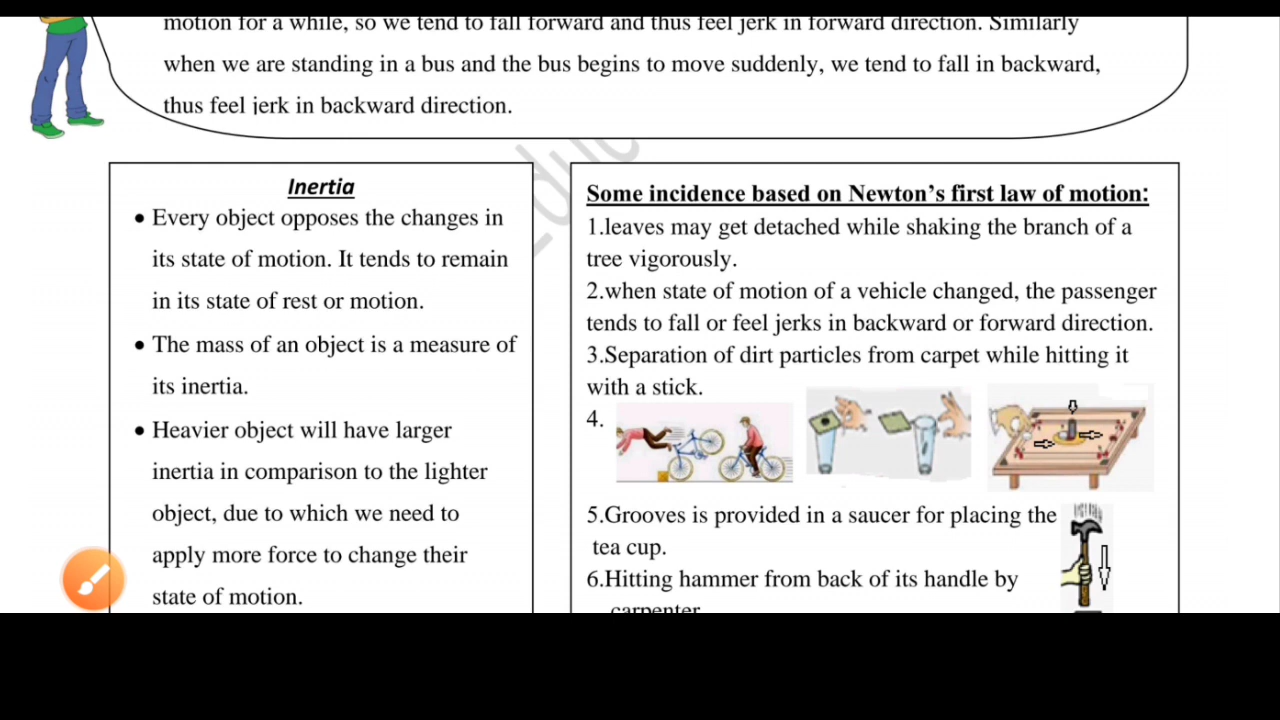 motion for a while, so we tend to fall forward and thus feel jerk in forward direction. Similarly
when we are standing in a bus and the bus begins to move suddenly, we tend to fall in backward,
thus feel jerk in backward direction.
Inertia
• Every object opposes the changes in
its state of motion. It tends to remain
in its state of rest or motion.
• The mass of an object is a measure of
its inertia.
• Heavier object will have larger
inertia in comparison to the lighter
object, due to which we need to
apply more force to change their
state of motion.
Some incidence based on Newton’s first law of motion:
1.leaves may get detached while shaking the branch of a
tree vigorously.
2.when state of motion of a vehicle changed, the passenger
tends to fall or feel jerks in backward or forward direction.
3.Separation of dirt particles from carpet while hitting it
with a stick.
4.
5.Grooves is provided in a saucer for placing the
tea cup.
6.Hitting hammer from back of its handle by
carpenter